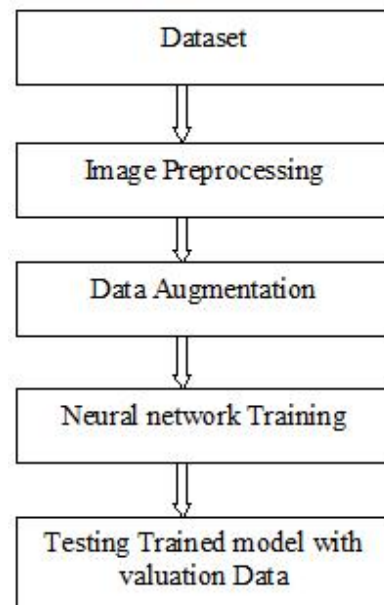 Dataset
Image Preprocessing
Data Augmentation
Neural network Training
Testing Trained model with
valuation Data